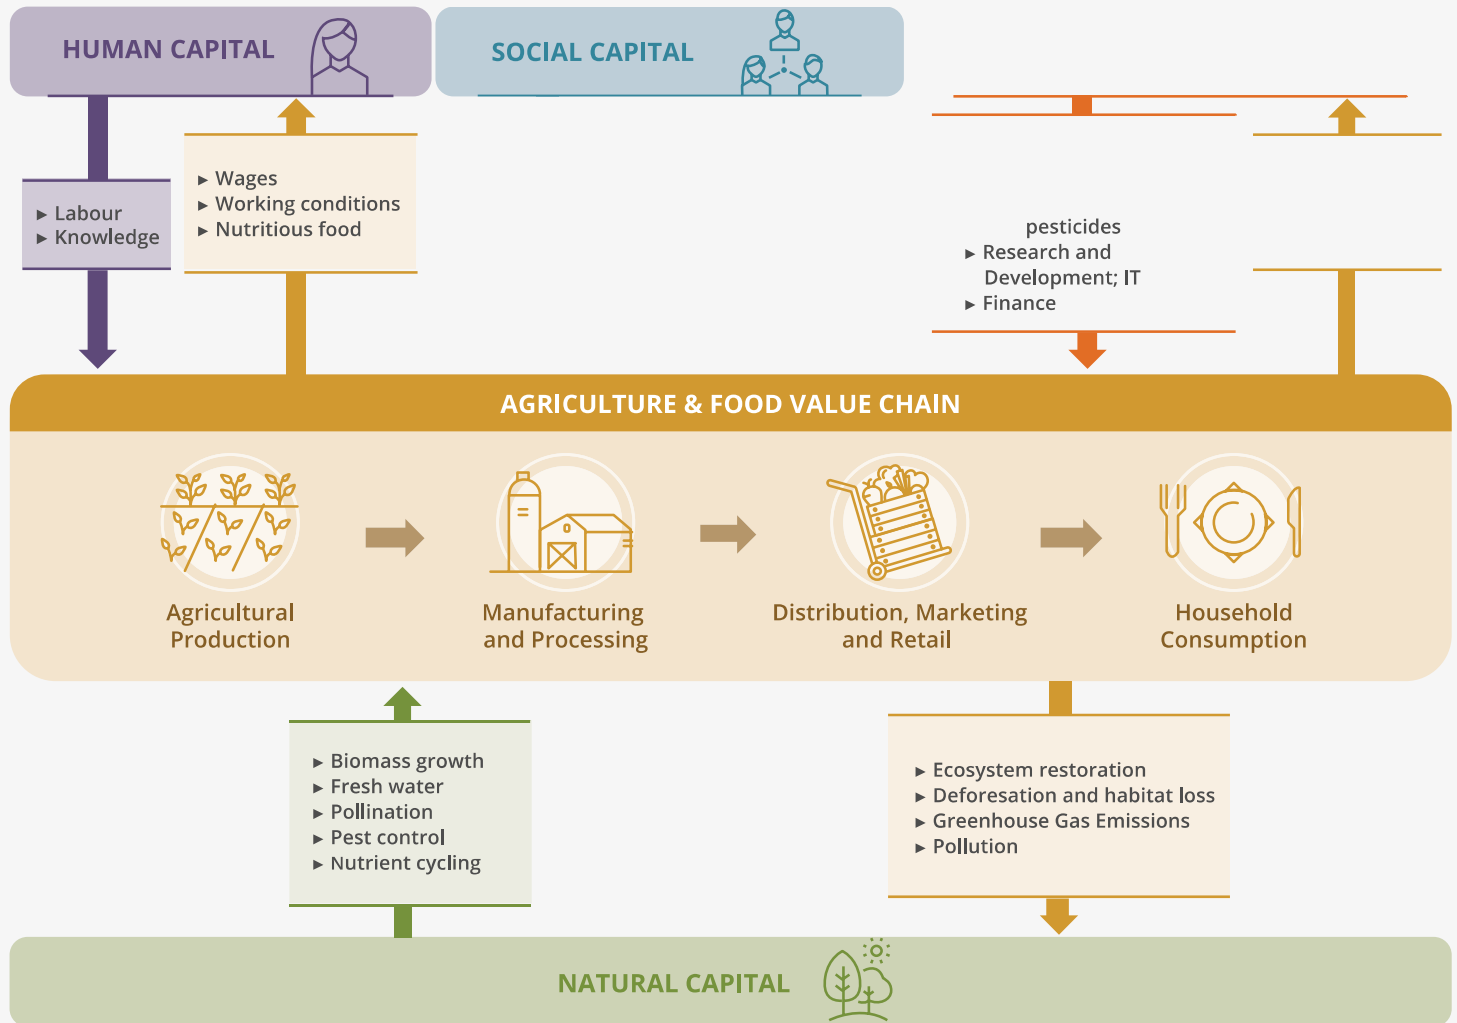 HUMAN CAPITAL
SOCIAL CAPITAL
► Labour
► Knowledge
► Wages
► Working conditions
► Nutritious food
pesticides
► Research and
Development; IT
► Finance
AGRICULTURE & FOOD VALUE CHAIN
Agricultural
Production
Manufacturing
and Processing
Distribution, Marketing
and Retail
Household
Consumption
► Biomass growth
► Fresh water
► Pollination
► Pest control
► Nutrient cycling
► Ecosystem restoration
► Deforesation and habitat loss
► Greenhouse Gas Emissions
► Pollution
NATURAL CAPITAL